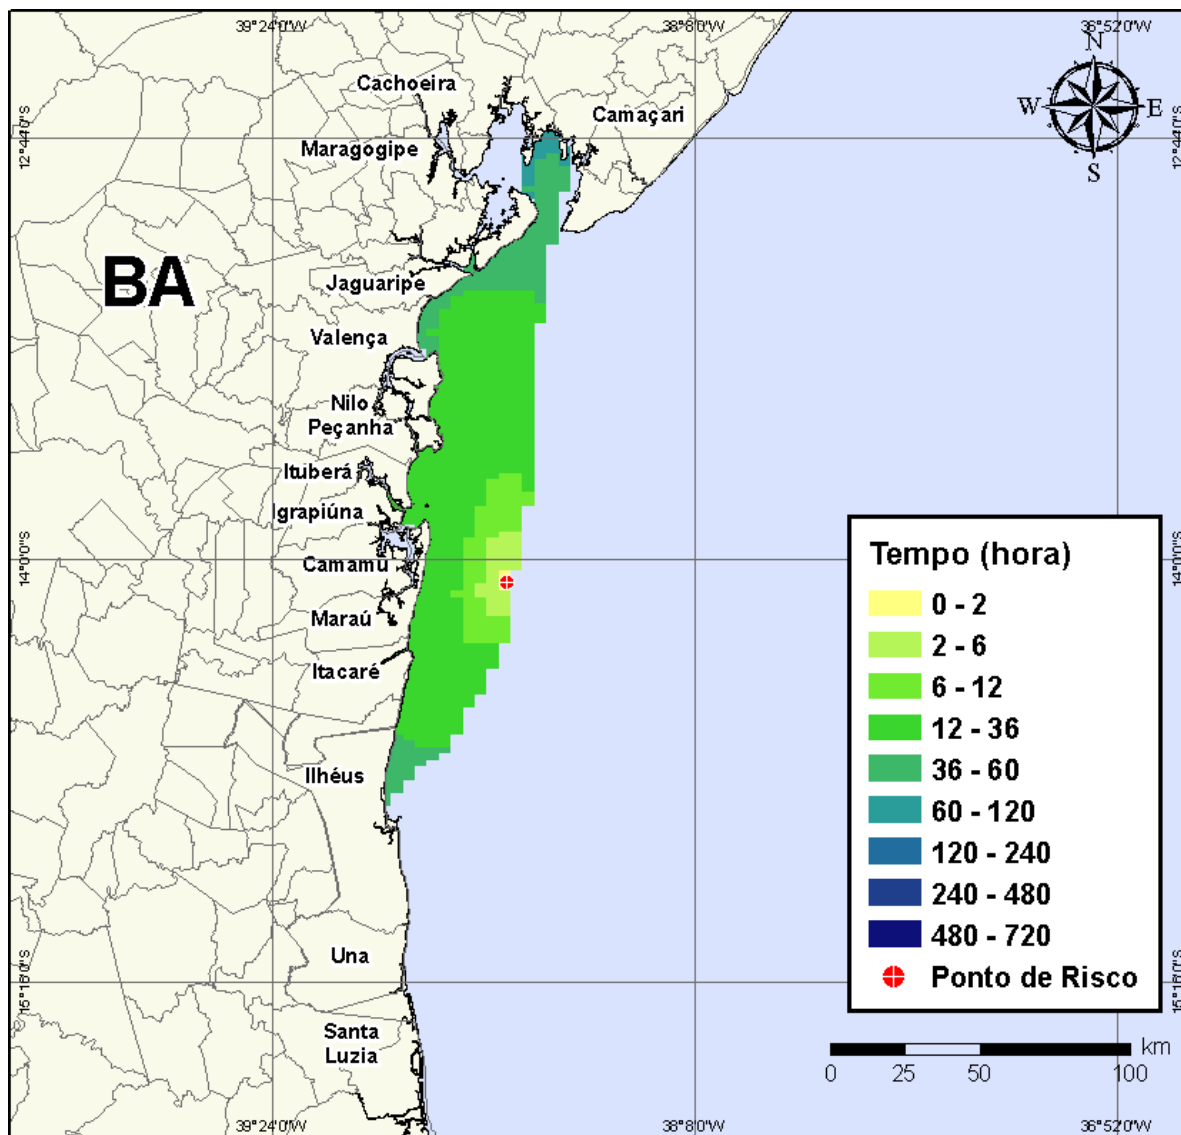 39°24'0"W
38°8'0"W
36°52'0"W
N
W
E
S
12°44'0"S
12°44'0"S
Cachoeira
Camaçari
Maragogipe
BA
Jaguaripe
Valença
Nilo
Peçanha
Ituberá
Igrapiúna
14°0'0"S
14°0'0"S
Camamu
Maraú
Itacaré
Ilhéus
Una
15°16'0"S
15°16'0"S
Santa
Luzia
Tempo (hora)
0 - 2
2 - 6
6 - 12
12 - 36
36 - 60
60 - 120
120 - 240
240 - 480
480 - 720
Ponto de Risco
km
0 25 50 100
39°24'0"W
38°8'0"W
36°52'0"W